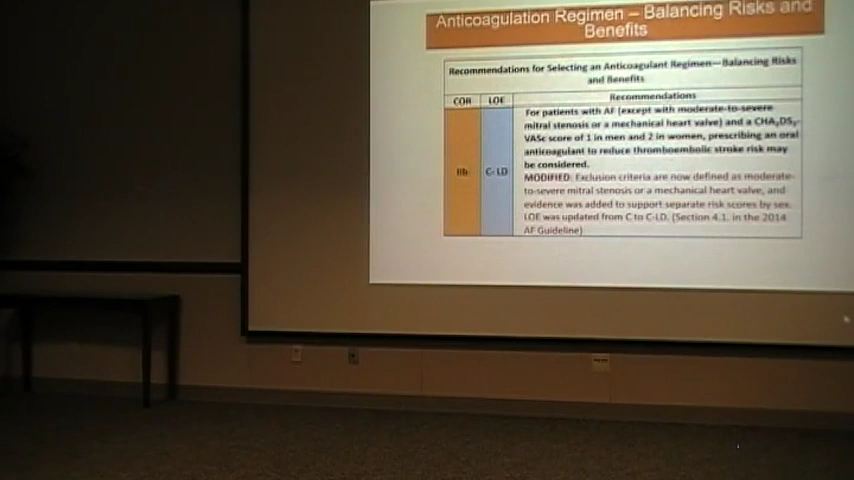 Anticoagulation Regimen – Balancing Risks and
Benefits
Recommendations for Selecting an Anticoagulant Regimen—Balancing Risks
and Benefits
COR LOE Recommendations
For patients with AF (except with moderate-to-severe
mitral stenosis or a mechanical heart valve) and a CHA₂DS₂-
VASc score of 1 in men and 2 in women, prescribing an oral
anticoagulant to reduce thromboembolic stroke risk may
be considered.
IIb C-LD
MODIFIED: Exclusion criteria are now defined as moderate-
to-severe mitral stenosis or a mechanical heart valve, and
evidence was added to support separate risk scores by sex.
LOE was updated from C to C-LD. (Section 4.1. in the 2014
AF Guideline)